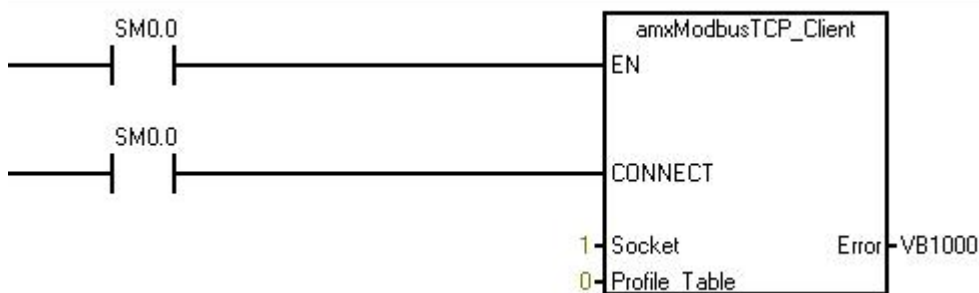 SM0.0
amxModbusTCP_Client
EN
SM0.0
CONNECT
1 Socket Error VB1000
0 Profile_Table